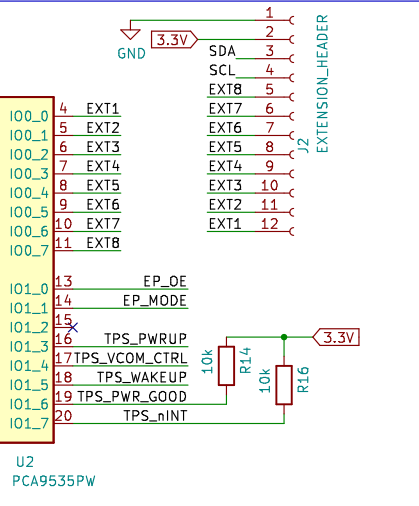 1
GND
3.3V 2
SDA 3
SCL 4
EXT8 5
EXT7 6
EXT6 7
EXT5 8
EXT4 9
EXT3 10
EXT2 11
EXT1 12
J2
EXTENSION_HEADER
IO0_0 4 EXT1
IO0_1 5 EXT2
IO0_2 6 EXT3
IO0_3 7 EXT4
IO0_4 8 EXT5
IO0_5 9 EXT6
IO0_6 10 EXT7
IO0_7 11 EXT8
IO1_0 13 EP_OE
IO1_1 14 EP_MODE
IO1_2 15
IO1_3 16 TPS_PWRUP
IO1_4 17 TPS_VCOM_CTRL
IO1_5 18 TPS_WAKEUP
IO1_6 19 TPS_PWR_GOOD
IO1_7 20 TPS_nINT
10k R14
10k R16
3.3V
U2
PCA9535PW